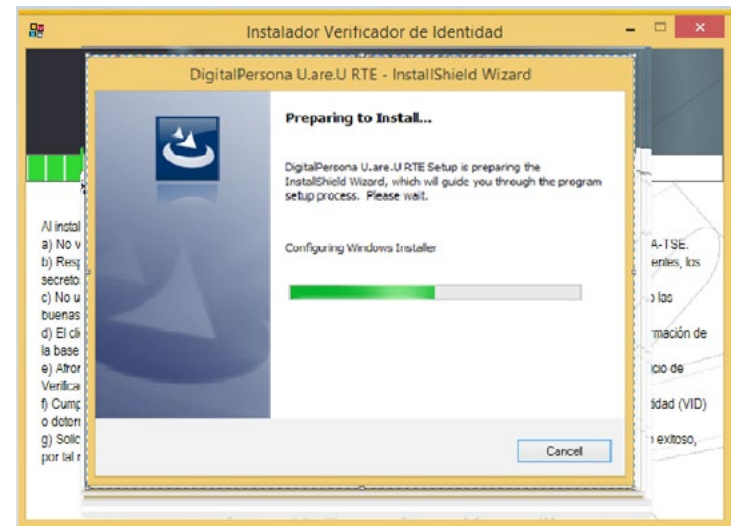 Instalador Verificador de Identidad
DigitalPersona U.are.U RTE - InstallShield Wizard
Preparing to Install...
DigitalPersona U.are.U RTE Setup is preparing the
InstallShield Wizard, which will guide you through the program
setup process. Please wait.
Configuring Windows Installer
Cancel
Al instal
a) No v A-TSE.
b) Resp entes, los
secreto
c) No u o las
buenas
d) El cli mación de
la base
e) Afron icio de
Verifica
f) Cump idad (VID)
o determ
g) Solic exitoso,
por tal r